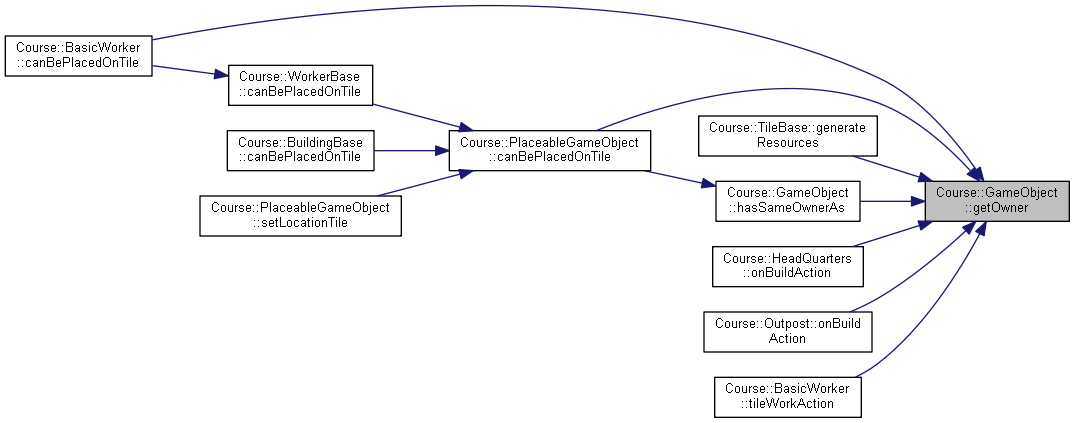 Course::BasicWorker
::canBePlacedOnTile
Course::WorkerBase
::canBePlacedOnTile
Course::BuildingBase
::canBePlacedOnTile
Course::PlaceableGameObject
::setLocationTile
Course::PlaceableGameObject
::canBePlacedOnTile
Course::TileBase::generate
Resources
Course::GameObject
::hasSameOwnerAs
Course::HeadQuarters
::onBuildAction
Course::Outpost::onBuild
Action
Course::BasicWorker
::tileWorkAction
Course::GameObject
::getOwner